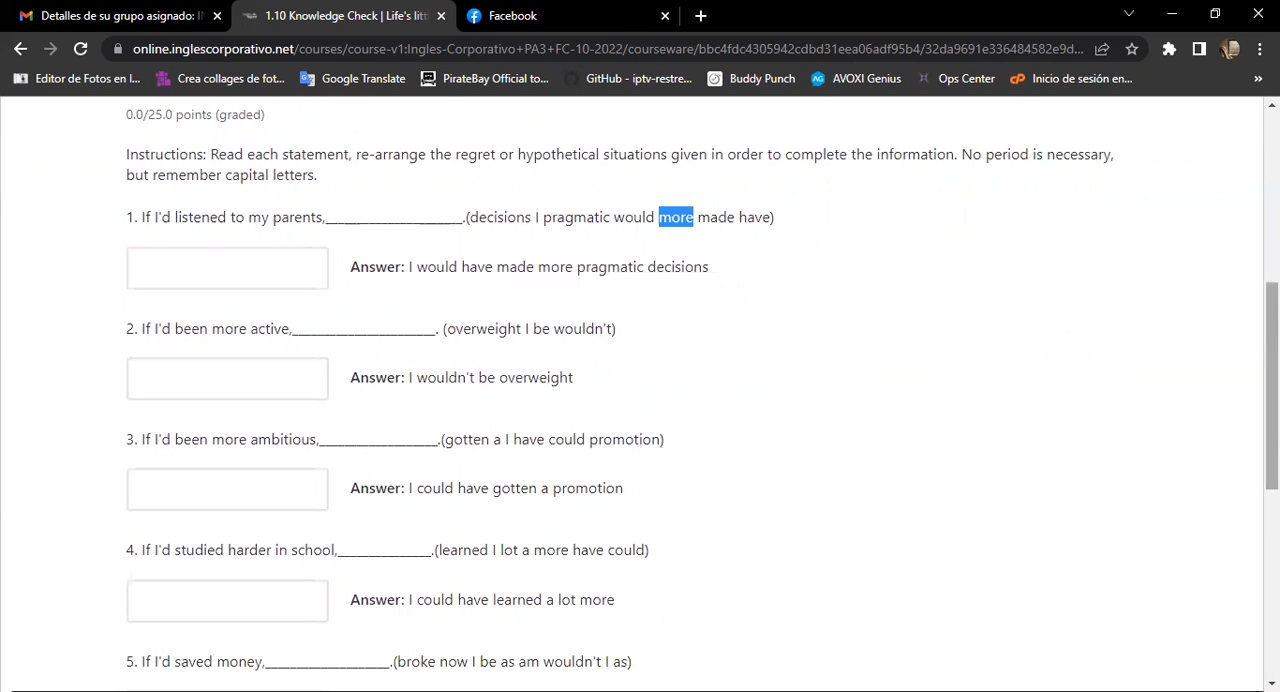 Detalles de su grupo asignado: I
1.10 Knowledge Check | Life's litt
Facebook
online.inglescorporativo.net/courses/course-v1:Ingles-Corporativo+PA3+FC-10-2022/courseware/bbc4fdc4305942cdbd31eea06adf95b4/32da9691e336484582e9d...
Editor de Fotos en l...
Crea collages de fot...
Google Translate
PirateBay Official to...
GitHub - iptv-restre...
Buddy Punch
AVOXI Genius
Ops Center
Inicio de sesión en...
»
0.0/25.0 points (graded)
Instructions: Read each statement, re-arrange the regret or hypothetical situations given in order to complete the information. No period is necessary,
but remember capital letters.
1. If I'd listened to my parents,____________________.(decisions I pragmatic would more made have)
Answer: I would have made more pragmatic decisions
2. If I'd been more active,_____________________. (overweight I be wouldn't)
Answer: I wouldn't be overweight
3. If I'd been more ambitious,_________________.(gotten a I have could promotion)
Answer: I could have gotten a promotion
4. If I'd studied harder in school,_____________.(learned I lot a more have could)
Answer: I could have learned a lot more
5. If I'd saved money,__________________.(broke now I be as am wouldn't I as)